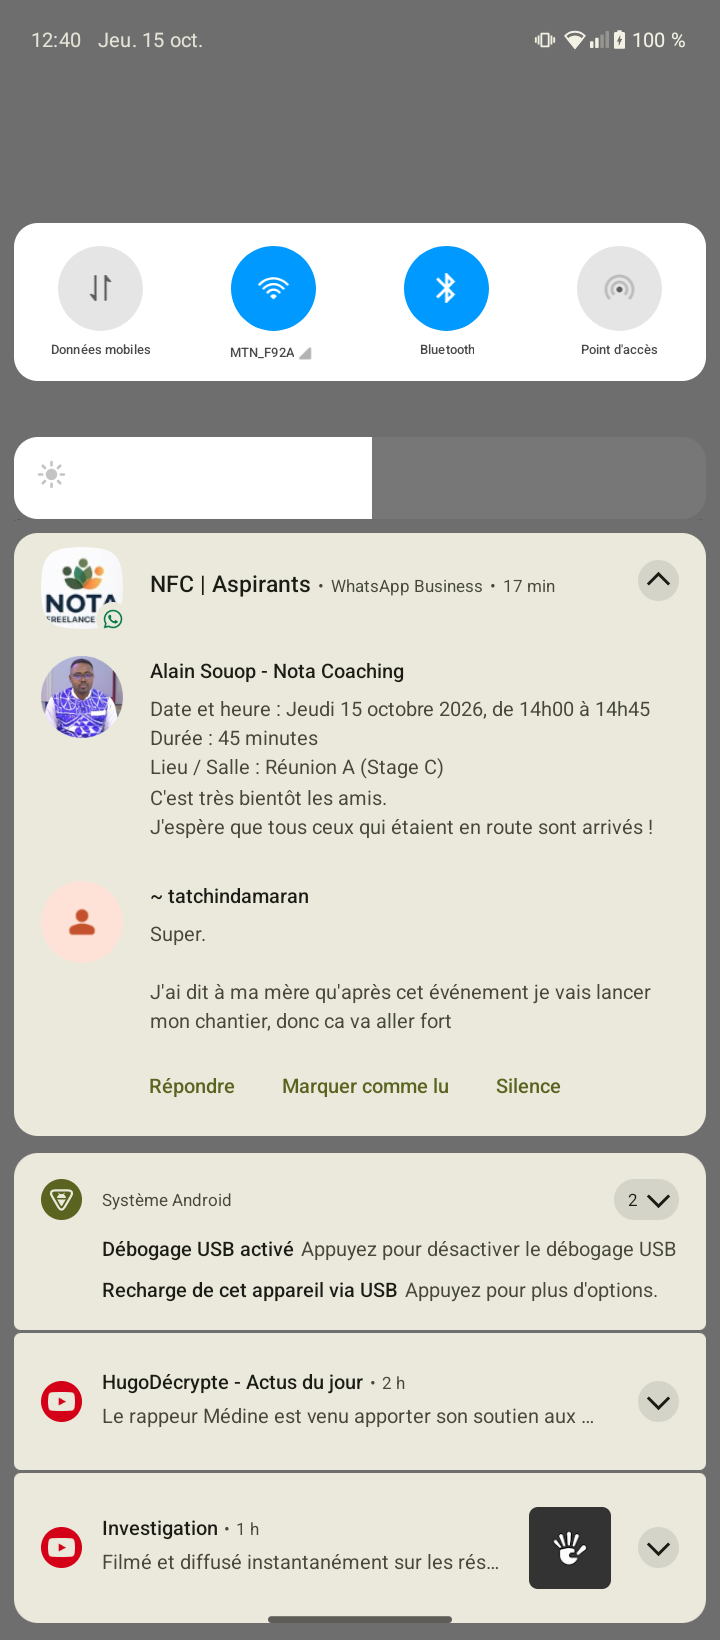 12:40 Jeu. 15 oct.
100 %
Données mobiles
MTN_F92A
Bluetooth
Point d'accès
NOTA
FREELANCE
NFC | Aspirants • WhatsApp Business • 17 min
Alain Souop - Nota Coaching
Date et heure : Jeudi 15 octobre 2026, de 14h00 à 14h45
Durée : 45 minutes
Lieu / Salle : Réunion A (Stage C)
C'est très bientôt les amis.
J'espère que tous ceux qui étaient en route sont arrivés !
~ tatchindamaran
Super.
J'ai dit à ma mère qu'après cet événement je vais lancer
mon chantier, donc ca va aller fort
Répondre Marquer comme lu Silence
Système Android
2
Débogage USB activé Appuyez pour désactiver le débogage USB
Recharge de cet appareil via USB Appuyez pour plus d'options.
HugoDécrypte - Actus du jour • 2 h
Le rappeur Médine est venu apporter son soutien aux ...
Investigation • 1 h
Filmé et diffusé instantanément sur les rés...